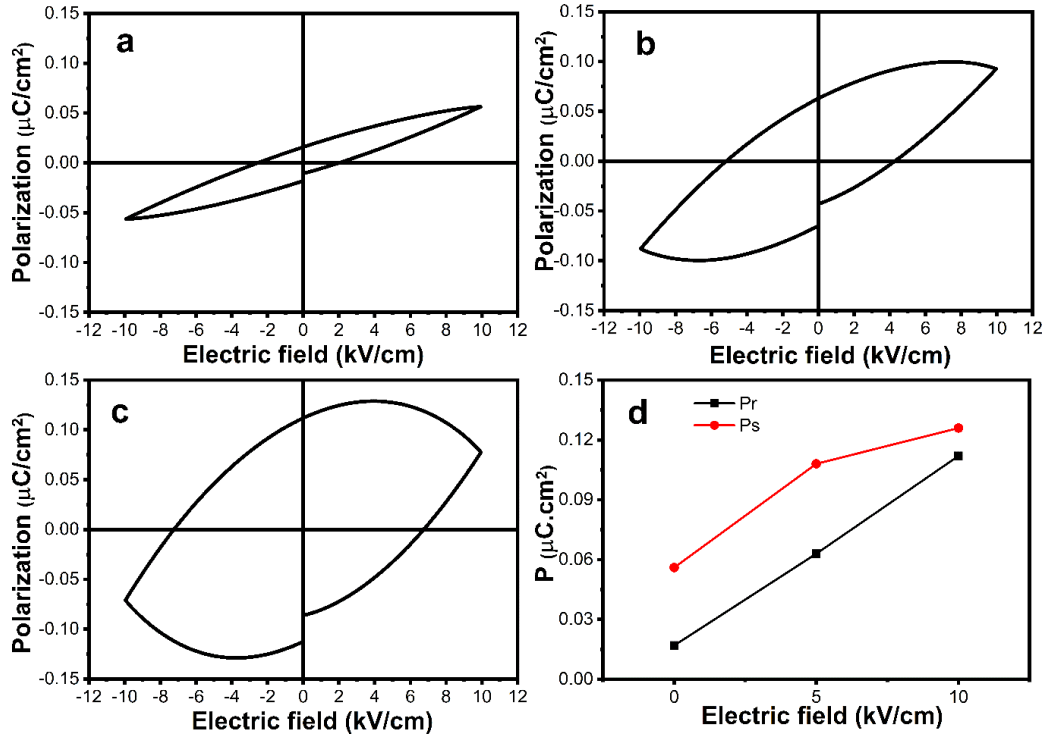 a
Polarization (μC/cm²)
0.15
0.10
0.05
0.00
-0.05
-0.10
-0.15
-12 -10 -8 -6 -4 -2 0 2 4 6 8 10 12
Electric field (kV/cm)
b
Polarization (μC/cm²)
0.15
0.10
0.05
0.00
-0.05
-0.10
-0.15
-12 -10 -8 -6 -4 -2 0 2 4 6 8 10 12
Electric field (kV/cm)
c
Polarization (μC/cm²)
0.15
0.10
0.05
0.00
-0.05
-0.10
-0.15
-12 -10 -8 -6 -4 -2 0 2 4 6 8 10 12
Electric field (kV/cm)
d
Pr
Ps
P (μC.cm²)
0.15
0.12
0.09
0.06
0.03
0.00
0 5 10
Electric field (kV/cm)